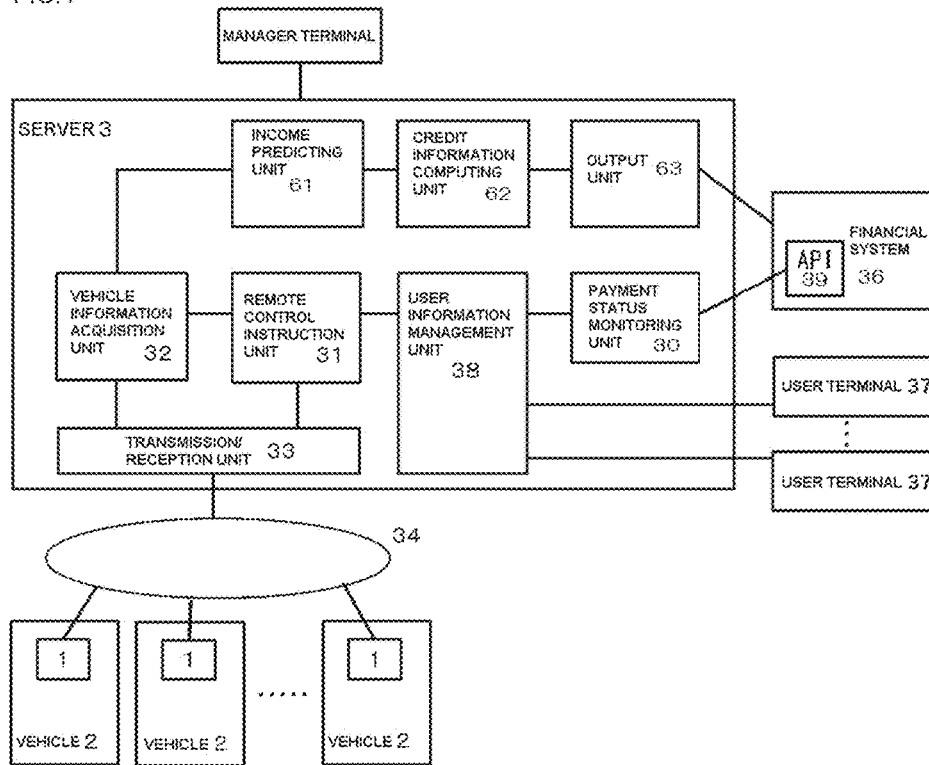 MANAGER TERMINAL
SERVER 3
INCOME
PREDICTING
UNIT
61
CREDIT
INFORMATION
COMPUTING
UNIT
62
OUTPUT
UNIT
63
FINANCIAL
SYSTEM
36
API
39
VEHICLE
INFORMATION
ACQUISITION
UNIT
32
REMOTE
CONTROL
INSTRUCTION
UNIT
31
USER
INFORMATION
MANAGEMENT
UNIT
38
PAYMENT
STATUS
MONITORING
UNIT
30
USER TERMINAL 37
USER TERMINAL 37
TRANSMISSION/
RECEPTION UNIT
33
34
1
1
1
VEHICLE 2
VEHICLE 2
VEHICLE 2